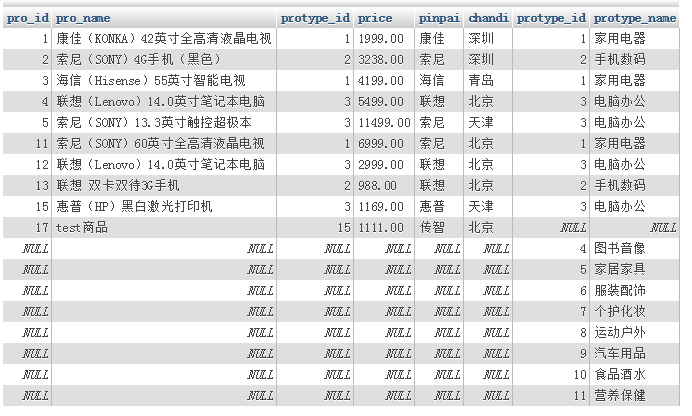 pro_id pro_name protype_id price pinpai chandi protype_id protype_name
1 康佳（KONKA）42英寸全高清液晶电视 1 1999.00 康佳 深圳 1 家用电器
2 索尼（SONY）4G手机（黑色） 2 3238.00 索尼 深圳 2 手机数码
3 海信（Hisense）55英寸智能电视 1 4199.00 海信 青岛 1 家用电器
4 联想（Lenovo）14.0英寸笔记本电脑 3 5499.00 联想 北京 3 电脑办公
5 索尼（SONY）13.3英寸触控超极本 3 11499.00 索尼 天津 3 电脑办公
11 索尼（SONY）60英寸全高清液晶电视 1 6999.00 索尼 北京 1 家用电器
12 联想（Lenovo）14.0英寸笔记本电脑 3 2999.00 联想 北京 3 电脑办公
13 联想 双卡双待3G手机 2 988.00 联想 北京 2 手机数码
15 惠普（HP）黑白激光打印机 3 1169.00 惠普 天津 3 电脑办公
17 test商品 15 1111.00 传智 北京 NULL NULL
NULL NULL NULL NULL NULL NULL 4 图书音像
NULL NULL NULL NULL NULL NULL 5 家居家具
NULL NULL NULL NULL NULL NULL 6 服装配饰
NULL NULL NULL NULL NULL NULL 7 个护化妆
NULL NULL NULL NULL NULL NULL 8 运动户外
NULL NULL NULL NULL NULL NULL 9 汽车用品
NULL NULL NULL NULL NULL NULL 10 食品酒水
NULL NULL NULL NULL NULL NULL 11 营养保健